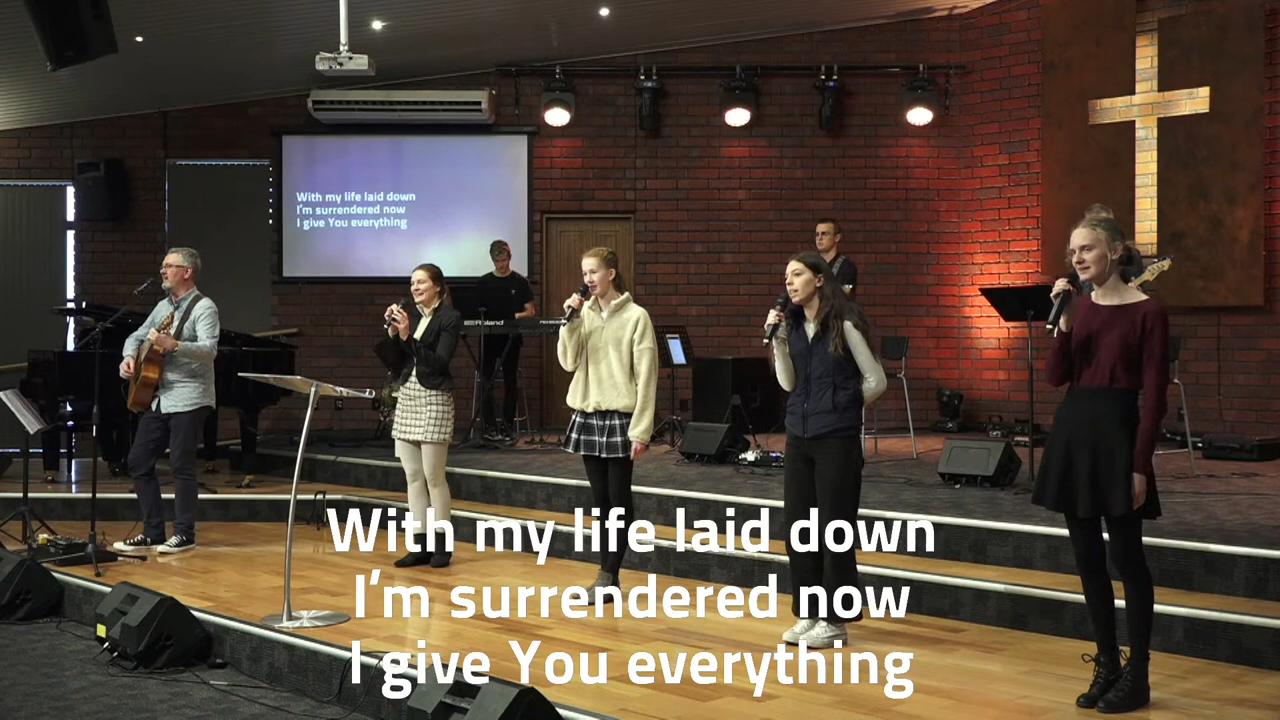 With my life laid down
I'm surrendered now
I give You everything
Roland
With my life laid down
I'm surrendered now
I give You everything